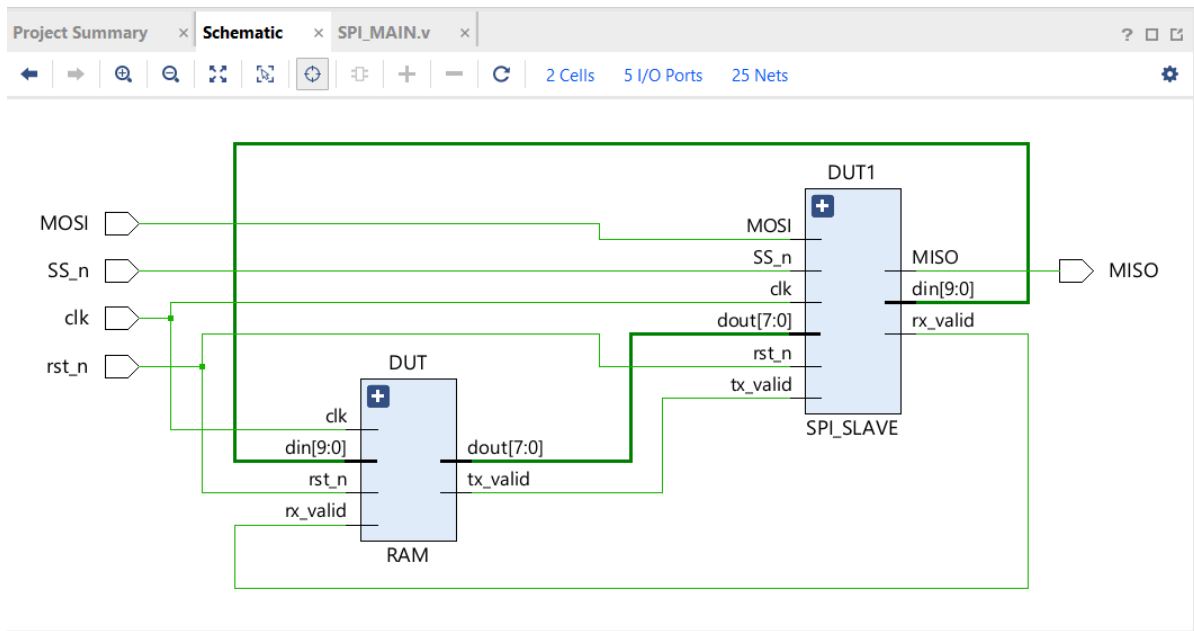 Project Summary × Schematic × SPI_MAIN.v × ?
2 Cells 5 I/O Ports 25 Nets
DUT1
MOSI
SS_n
clk
rst_n
MOSI
SS_n
clk
dout[7:0]
rst_n
tx_valid
MISO
din[9:0]
rx_valid
SPI_SLAVE
MISO
DUT
clk
din[9:0]
rst_n
rx_valid
dout[7:0]
tx_valid
RAM